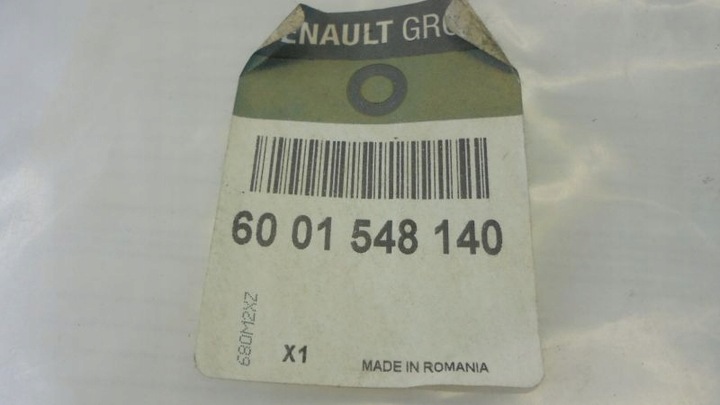 ENAULT GRO
60 01 548 140
680M2XZ
X1
MADE IN ROMANIA